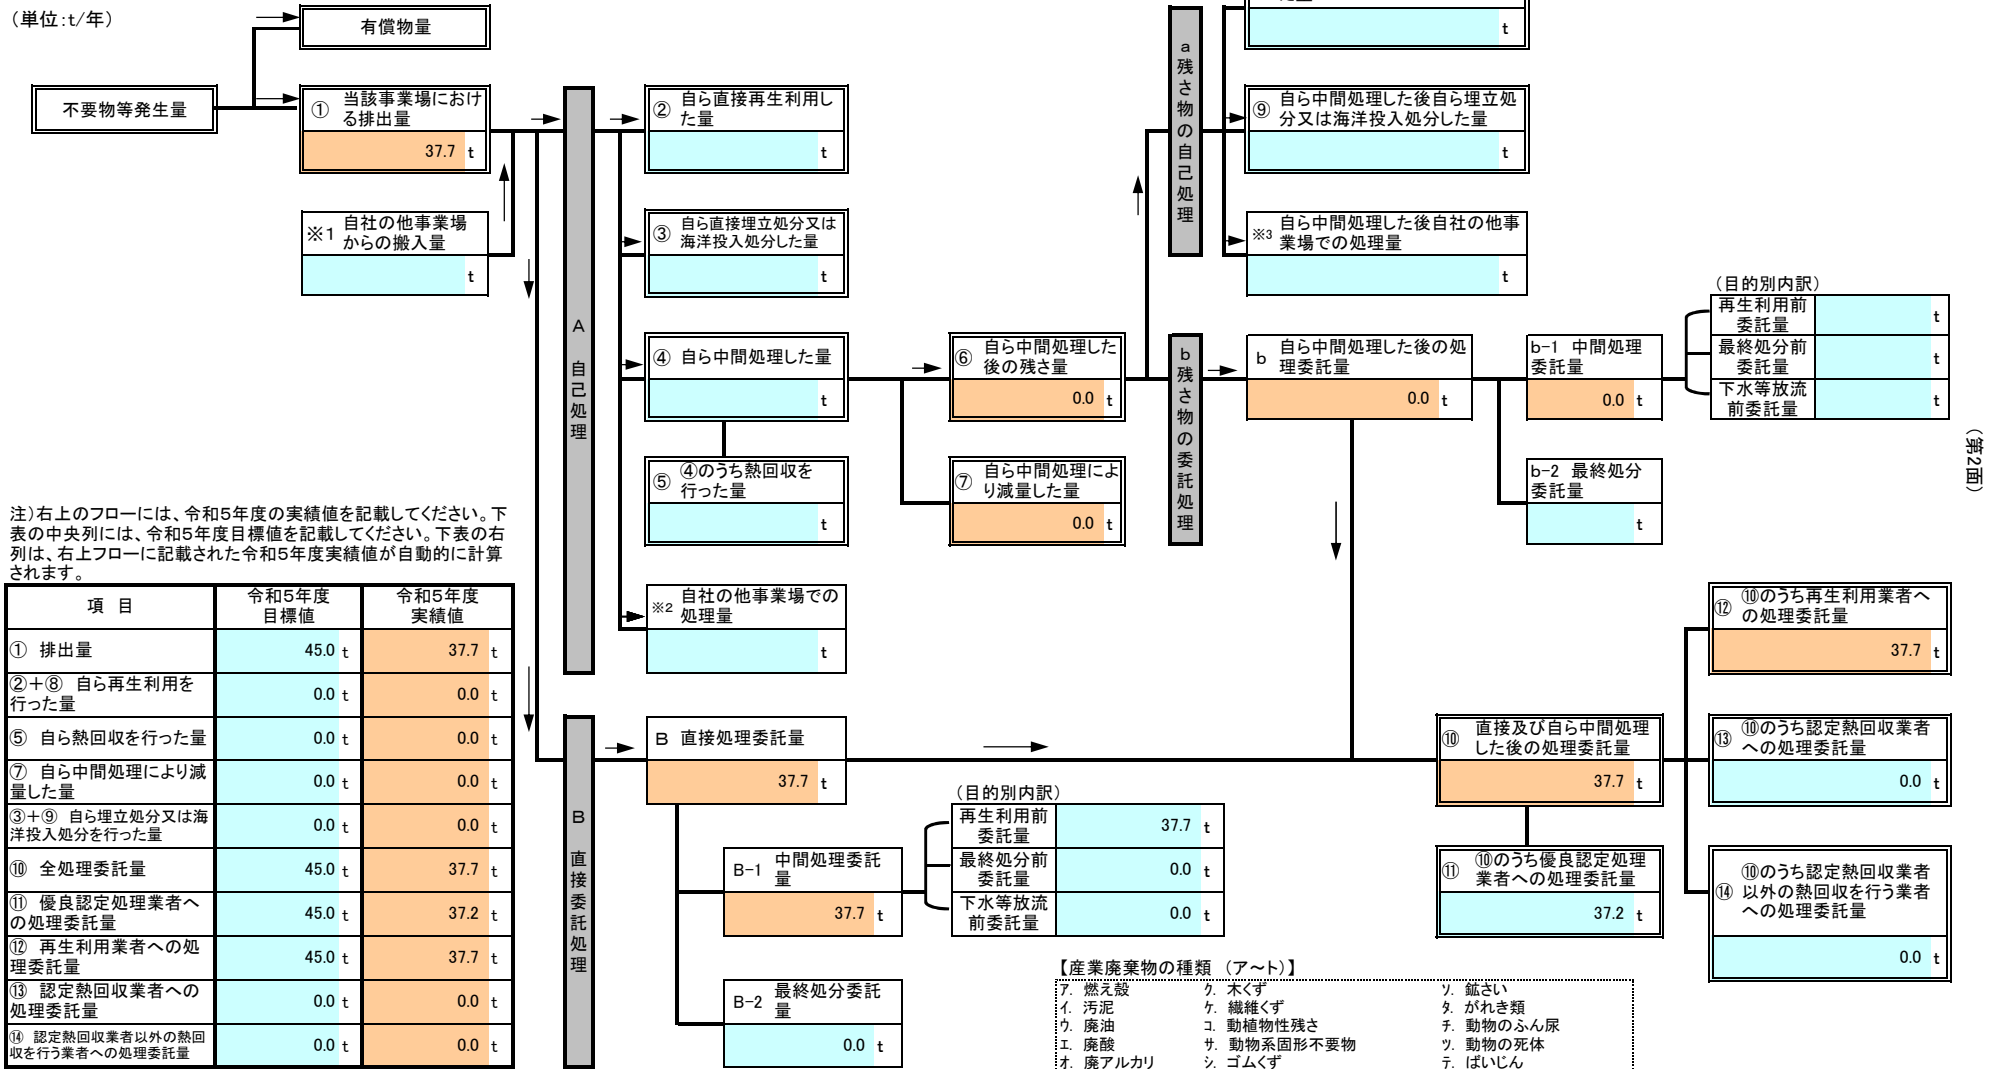 (単位:t/年)
有償物量
不要物等発生量
① 当該事業場におけ
る排出量
37.7 t
※1 自社の他事業場
からの搬入量
t
A 自己処理
② 自ら直接再生利用し
た量
t
③ 自ら直接埋立処分又は
海洋投入処分した量
t
④ 自ら中間処理した量
t
⑤ ④のうち熱回収を
行った量
t
※2 自社の他事業場での
処理量
t
⑥ 自ら中間処理した
後の残さ量
0.0 t
⑦ 自ら中間処理によ
り減量した量
0.0 t
a残さ物の自己処理
t
⑨ 自ら中間処理した後自ら埋立処
分又は海洋投入処分した量
t
※3 自ら中間処理した後自社の他事
業場での処理量
t
b残さ物の委託処理
b 自ら中間処理した後の処
理委託量
0.0 t
b-1 中間処理
委託量
0.0 t
b-2 最終処分
委託量
t
(目的別内訳)
再生利用前
委託量
t
最終処分前
委託量
t
下水等放流
前委託量
t
(第2面)
注)右上のフローには、令和5年度の実績値を記載してください。下
表の中央列には、令和5年度目標値を記載してください。下表の右
列は、右上フローに記載された令和5年度実績値が自動的に計算
されます。
項 目 令和5年度 目標値 令和5年度 実績値
① 排出量 45.0 t 37.7 t
②+⑧ 自ら再生利用を
行った量 0.0 t 0.0 t
⑤ 自ら熱回収を行った量 0.0 t 0.0 t
⑦ 自ら中間処理により減
量した量 0.0 t 0.0 t
③+⑨ 自ら埋立処分又は海
洋投入処分を行った量 0.0 t 0.0 t
⑩ 全処理委託量 45.0 t 37.7 t
⑪ 優良認定処理業者へ
の処理委託量 45.0 t 37.2 t
⑫ 再生利用業者への処
理委託量 45.0 t 37.7 t
⑬ 認定熱回収業者への
処理委託量 0.0 t 0.0 t
⑭ 認定熱回収業者以外の熱回
収を行う業者への処理委託量 0.0 t 0.0 t
B 直接委託処理
B 直接処理委託量
37.7 t
B-1 中間処理委託
量
37.7 t
B-2 最終処分委託
量
0.0 t
(目的別内訳)
再生利用前
委託量
37.7 t
最終処分前
委託量
0.0 t
下水等放流
前委託量
0.0 t
⑩ 直接及び自ら中間処理
した後の処理委託量
37.7 t
⑪ ⑩のうち優良認定処理
業者への処理委託量
37.2 t
⑫ ⑩のうち再生利用業者へ
の処理委託量
37.7 t
⑬ ⑩のうち認定熱回収業者
への処理委託量
0.0 t
⑭ ⑩のうち認定熱回収業者
以外の熱回収を行う業者
への処理委託量
0.0 t
【産業廃棄物の種類 (ア~ト)】
ア. 燃え殻 ク. 木くず ソ. 鉱さい
イ. 汚泥 ケ. 繊維くず タ. がれき類
ウ. 廃油 コ. 動植物性残さ チ. 動物のふん尿
エ. 廃酸 サ. 動物系固形不要物 ツ. 動物の死体
オ. 廃アルカリ シ. ゴムくず テ. ばいじん